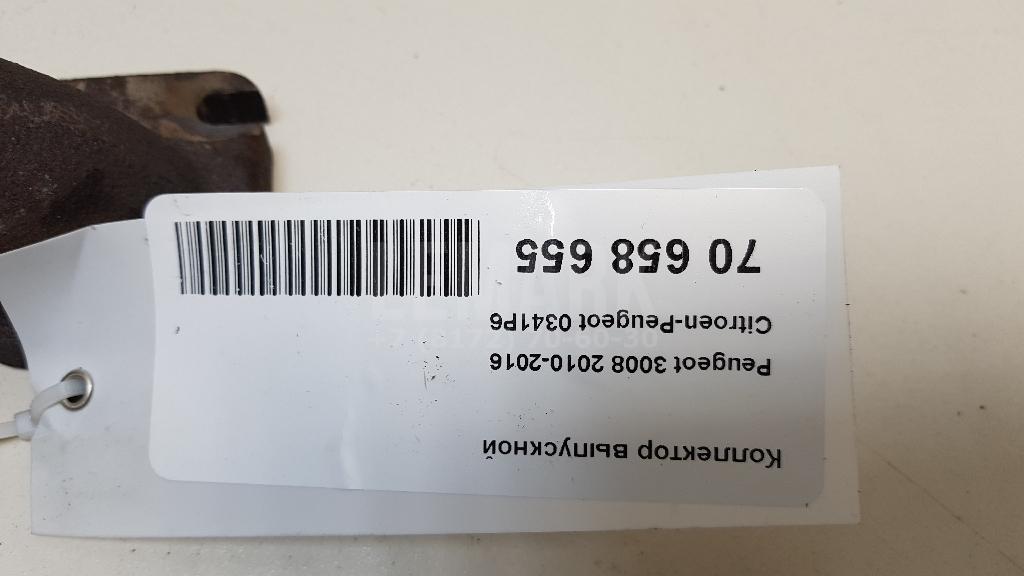 Коллектор выпускной
Peugeot 3008 2010-2016
Citroen-Peugeot 0341P6
70 658 655